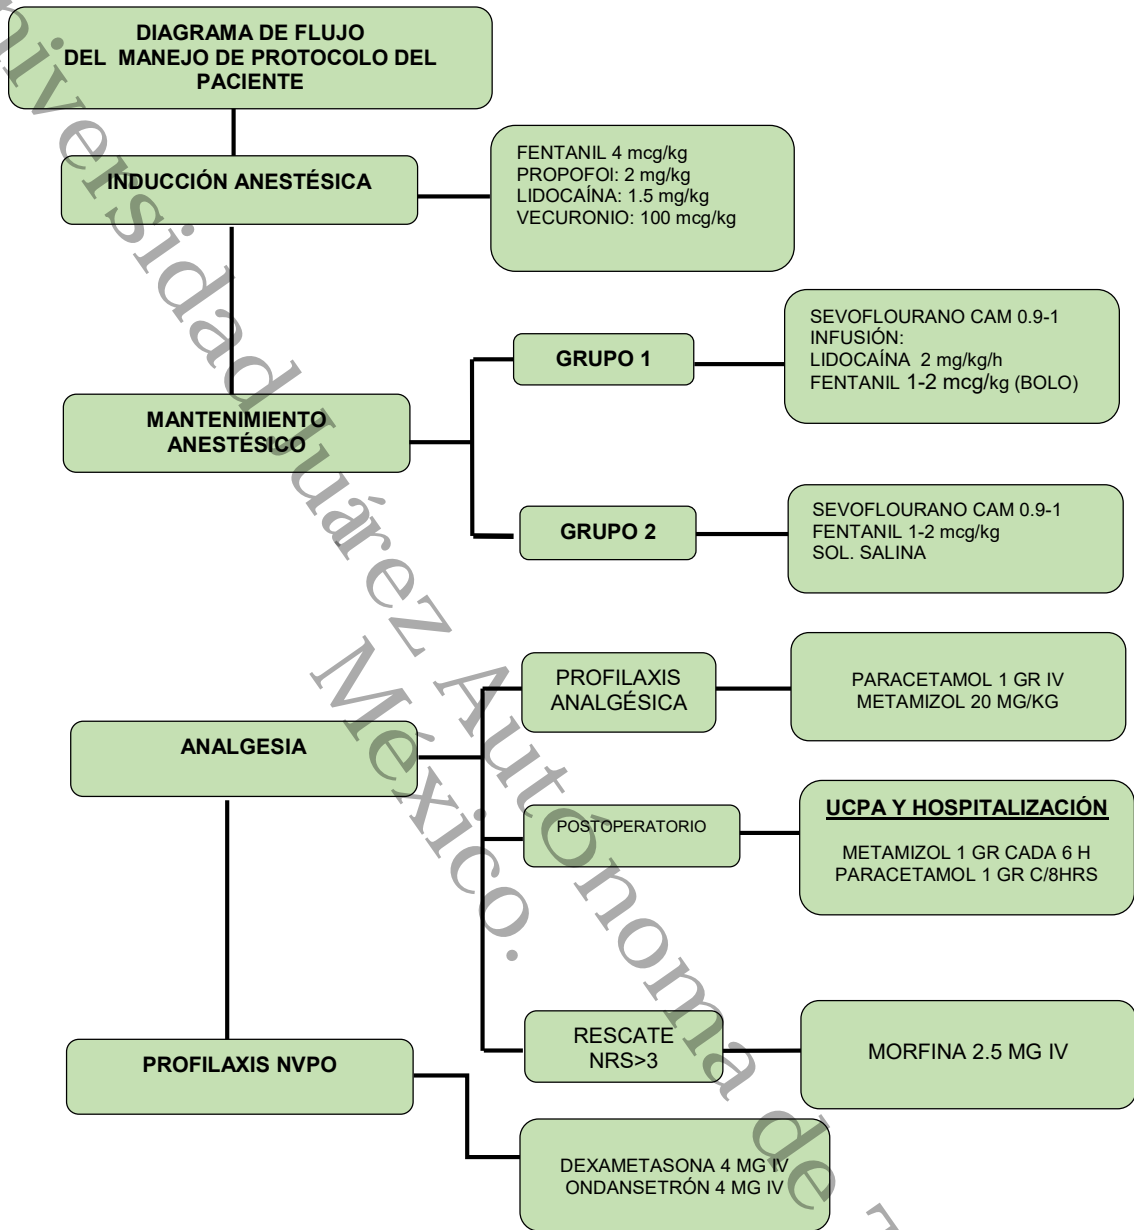 DIAGRAMA DE FLUJO
DEL MANEJO DE PROTOCOLO DEL
PACIENTE
INDUCCIÓN ANESTÉSICA
FENTANIL 4 mcg/kg
PROPOFOl: 2 mg/kg
LIDOCAÍNA: 1.5 mg/kg
VECURONIO: 100 mcg/kg
MANTENIMIENTO
ANESTÉSICO
GRUPO 1
SEVOFLOURANO CAM 0.9-1
INFUSIÓN:
LIDOCAÍNA 2 mg/kg/h
FENTANIL 1-2 mcg/kg (BOLO)
GRUPO 2
SEVOFLOURANO CAM 0.9-1
FENTANIL 1-2 mcg/kg
SOL. SALINA
ANALGESIA
PROFILAXIS
ANALGÉSICA
PARACETAMOL 1 GR IV
METAMIZOL 20 MG/KG
POSTOPERATORIO
UCPA Y HOSPITALIZACIÓN
METAMIZOL 1 GR CADA 6 H
PARACETAMOL 1 GR C/8HRS
RESCATE
NRS>3
MORFINA 2.5 MG IV
PROFILAXIS NVPO
DEXAMETASONA 4 MG IV
ONDANSETRÓN 4 MG IV
niversidad Juárez Autónoma de
México.